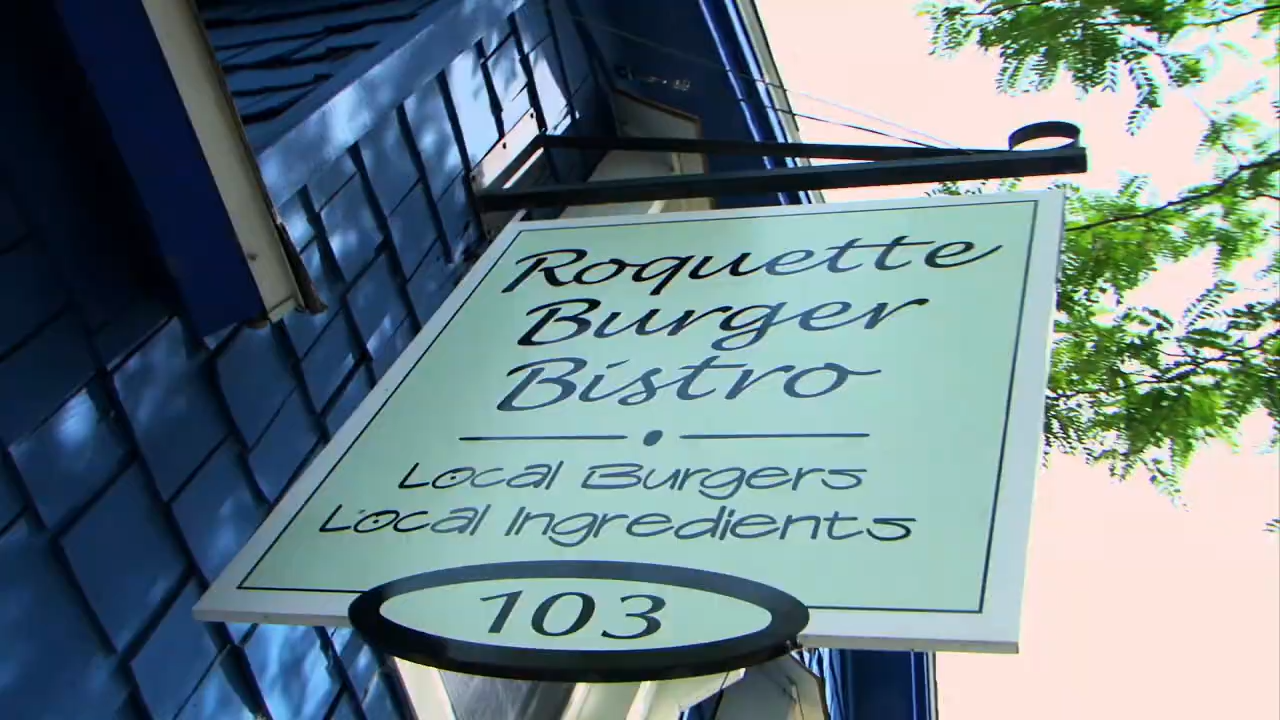 Roquette
Burger
Bistro
Local Burgers
Local Ingredients
103